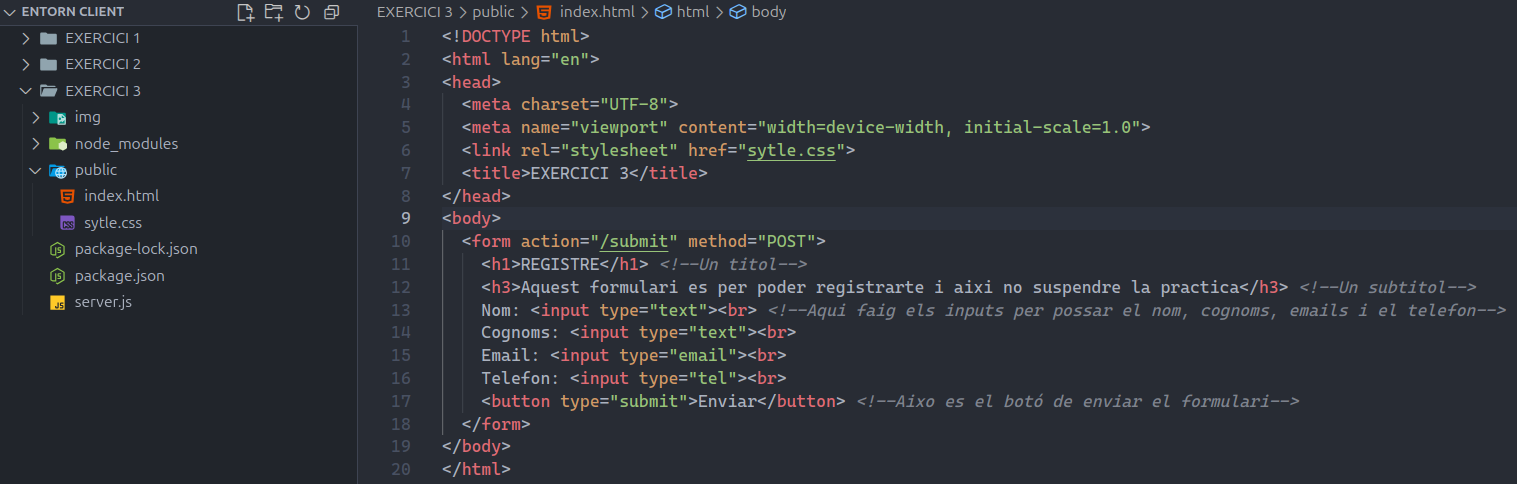 ENTORN CLIENT
EXERCICI 1
EXERCICI 2
EXERCICI 3
img
node_modules
public
index.html
sytle.css
package-lock.json
package.json
server.js
EXERCICI 3 > public > index.html > html > body
1 <!DOCTYPE html>
2 <html lang="en">
3 <head>
4 <meta charset="UTF-8">
5 <meta name="viewport" content="width=device-width, initial-scale=1.0">
6 <link rel="stylesheet" href="sytle.css">
7 <title>EXERCICI 3</title>
8 </head>
9 <body>
10 <form action="/submit" method="POST">
11 <h1>REGISTRE</h1> <!--Un titol-->
12 <h3>Aquest formulari es per poder registrarte i aixi no suspendre la practica</h3> <!--Un subtitol-->
13 Nom: <input type="text"><br> <!--Aqui faig els inputs per possar el nom, cognoms, emails i el telefon-->
14 Cognoms: <input type="text"><br>
15 Email: <input type="email"><br>
16 Telefon: <input type="tel"><br>
17 <button type="submit">Enviar</button> <!--Aixo es el botó de enviar el formulari-->
18 </form>
19 </body>
20 </html>